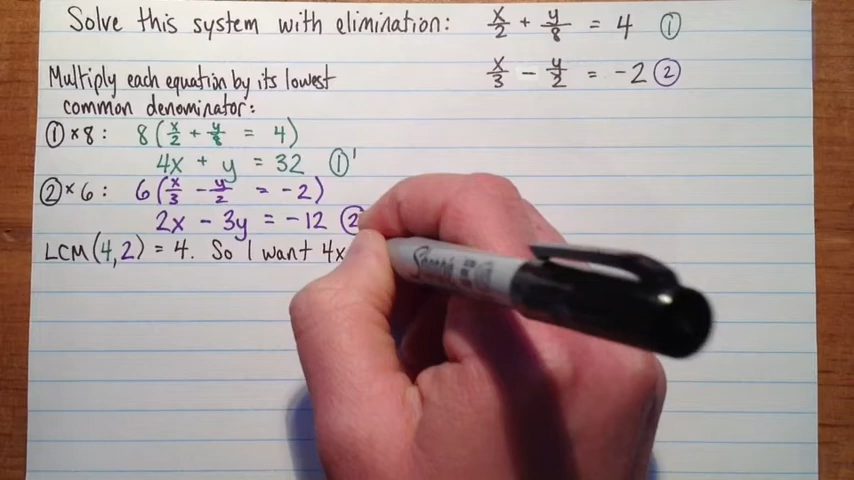 Solve this system with elimination: x/2 + y/8 = 4 ①
x/3 - y/2 = -2 ②
Multiply each equation by its lowest
common denominator:
① × 8: 8(x/2 + y/8 = 4)
4x + y = 32 ①'
② × 6: 6(x/3 - y/2 = -2)
2x - 3y = -12 ②
LCM(4,2) = 4. So I want 4x
Sharpie